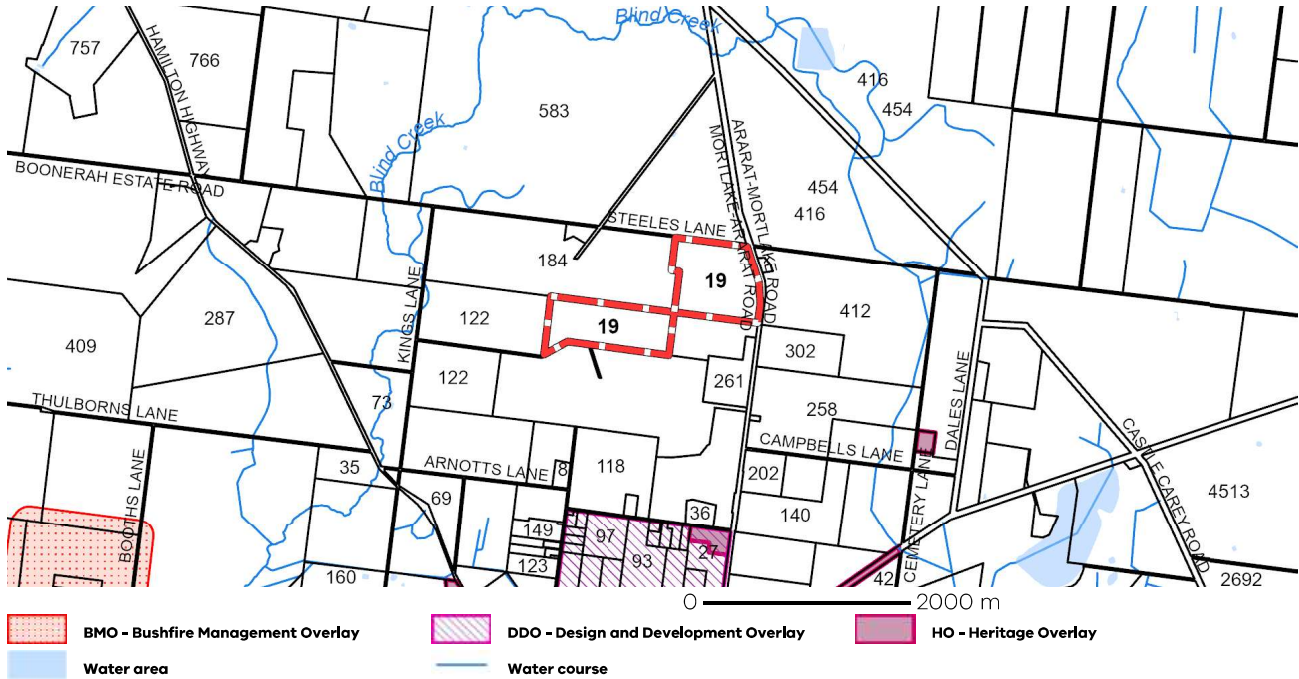 Blind Creek
757
HAMILTON HIGHWAY
766
583
416
454
Blind Creek
ARARAT-MORTLAKE ROAD
MORTLAKE-ARARAT ROAD
BOONERAH ESTATE ROAD
454
416
STEELES LANE
184
19
KINGS LANE
287
122
19
412
409
302
122
261
73
258
DALES LANE
THULBORNS LANE
CASTLE CAREY ROAD
CAMPBELLS LANE
35
ARNOTTS LANE
8
118
202
CEMETERY LANE
BOOTHS LANE
69
4513
36
140
149
97
27
123
93
160
42
2692
0 2000 m
BMO - Bushfire Management Overlay
DDO - Design and Development Overlay
HO - Heritage Overlay
Water area
Water course